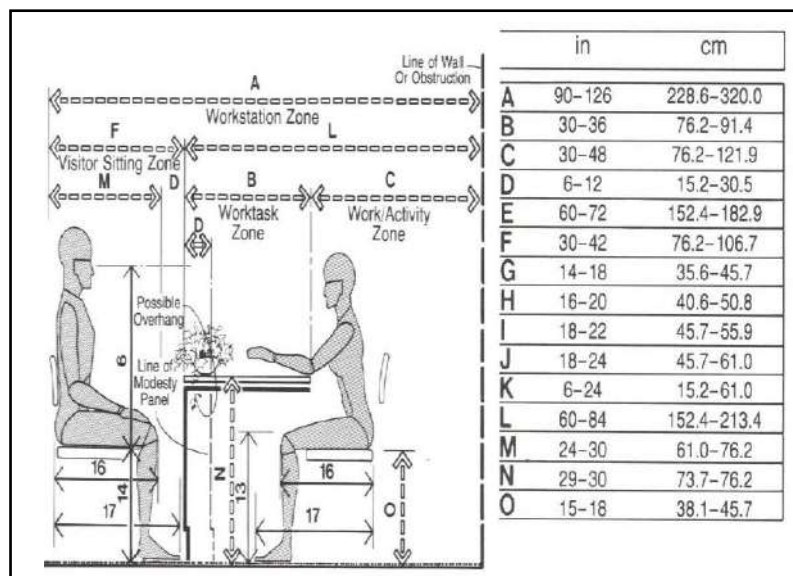 Line of Wall
Or Obstruction
A
Workstation Zone
F
L
Visitor Sitting Zone
M
D
B
C
Worktask
Zone
Work/Activity
Zone
D
Possible
Overhang
6
Line of
Modesty
Panel
16
14
17
N
13
16
17
O
in cm
A 90–126 228.6–320.0
B 30–36 76.2–91.4
C 30–48 76.2–121.9
D 6–12 15.2–30.5
E 60–72 152.4–182.9
F 30–42 76.2–106.7
G 14–18 35.6–45.7
H 16–20 40.6–50.8
I 18–22 45.7–55.9
J 18–24 45.7–61.0
K 6–24 15.2–61.0
L 60–84 152.4–213.4
M 24–30 61.0–76.2
N 29–30 73.7–76.2
O 15–18 38.1–45.7